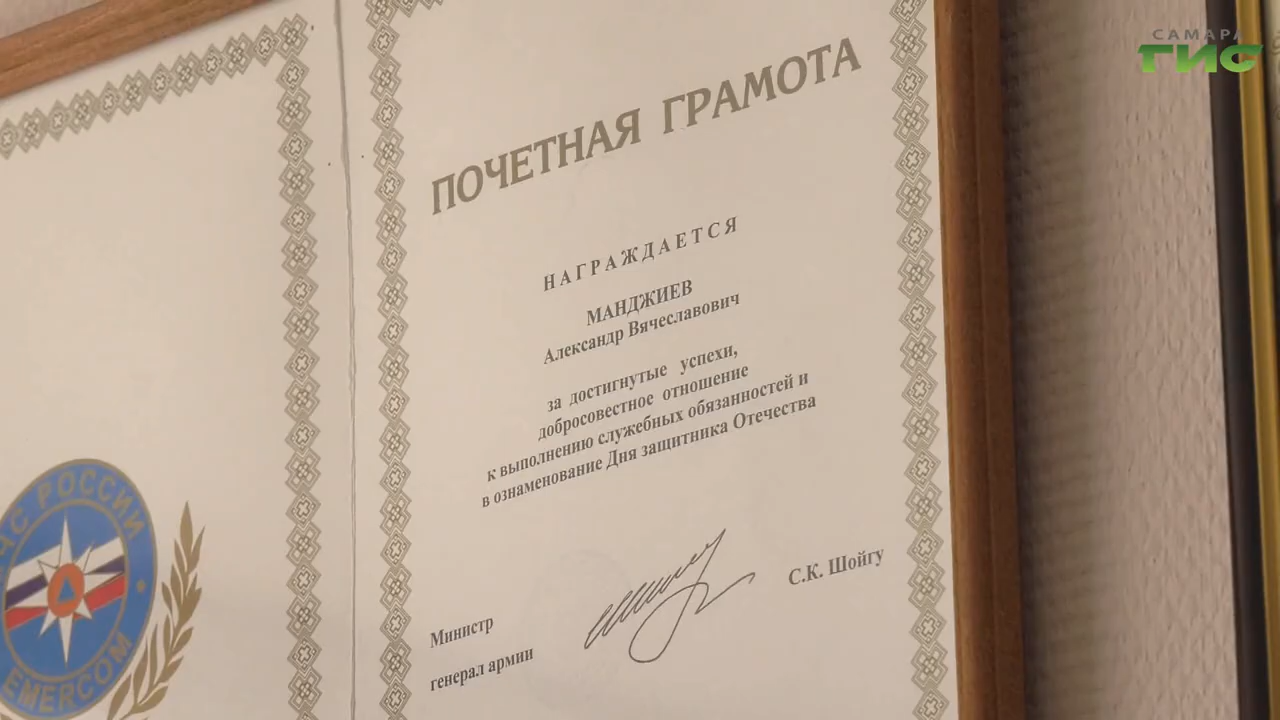 САМАРА
ГИС
ПОЧЕТНАЯ ГРАМОТА
НАГРАЖДАЕТСЯ
МАНДЖИЕВ
Александр Вячеславович
за достигнутые успехи,
добросовестное отношение
к выполнению служебных обязанностей и
в ознаменование Дня защитника Отечества
Министр
генерал армии
С.К. Шойгу
ЧС РОССИИ
EMERCOM